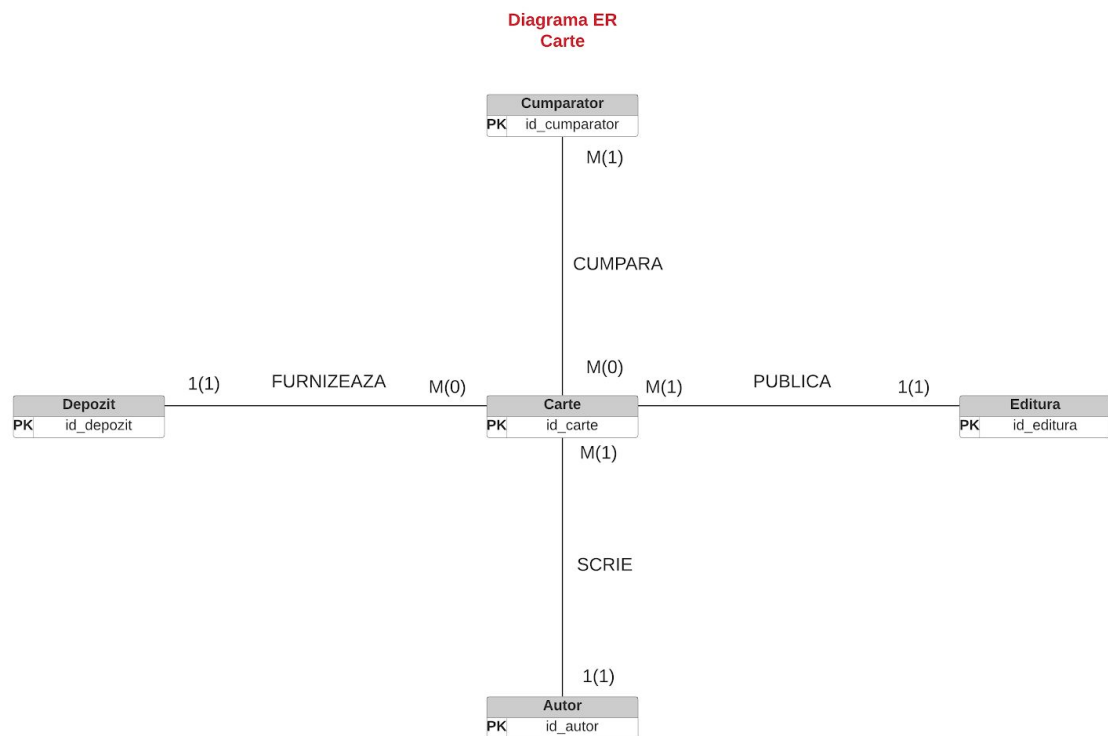 Diagrama ER
Carte
Cumparator
PK id_cumparator
M(1)
CUMPARA
M(0)
1(1) FURNIZEAZA M(0)
M(1) PUBLICA 1(1)
Depozit
PK id_depozit
Carte
PK id_carte
Editura
PK id_editura
M(1)
SCRIE
1(1)
Autor
PK id_autor